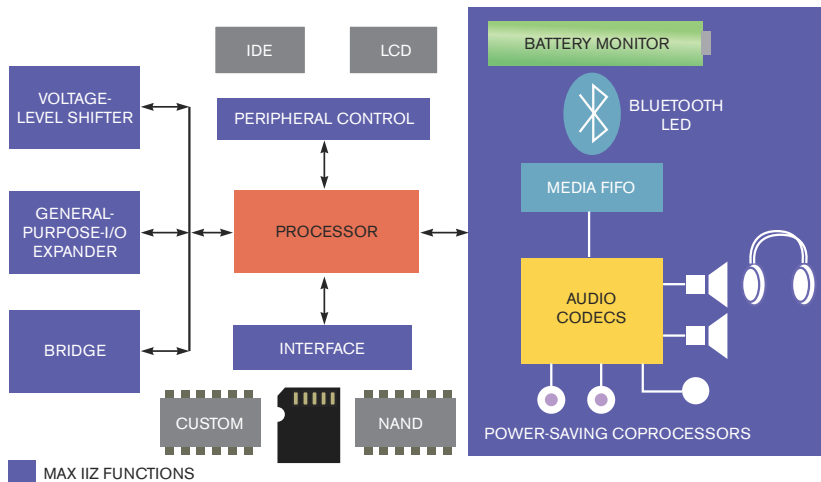 IDE
LCD
BATTERY MONITOR
VOLTAGE-
LEVEL SHIFTER
PERIPHERAL CONTROL
BLUETOOTH
LED
MEDIA FIFO
GENERAL-
PURPOSE-I/O
EXPANDER
PROCESSOR
AUDIO
CODECS
BRIDGE
INTERFACE
CUSTOM
NAND
POWER-SAVING COPROCESSORS
MAX IIZ FUNCTIONS